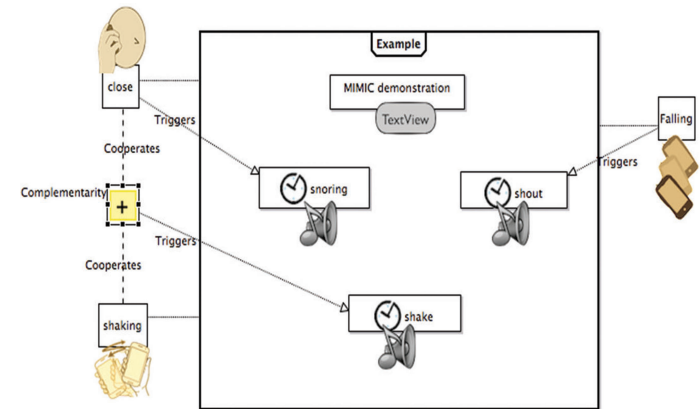 Example
close
MIMIC demonstration
TextView
Falling
Triggers
Cooperates
Triggers
Complementarity
+
snoring
shout
Triggers
Cooperates
shaking
shake